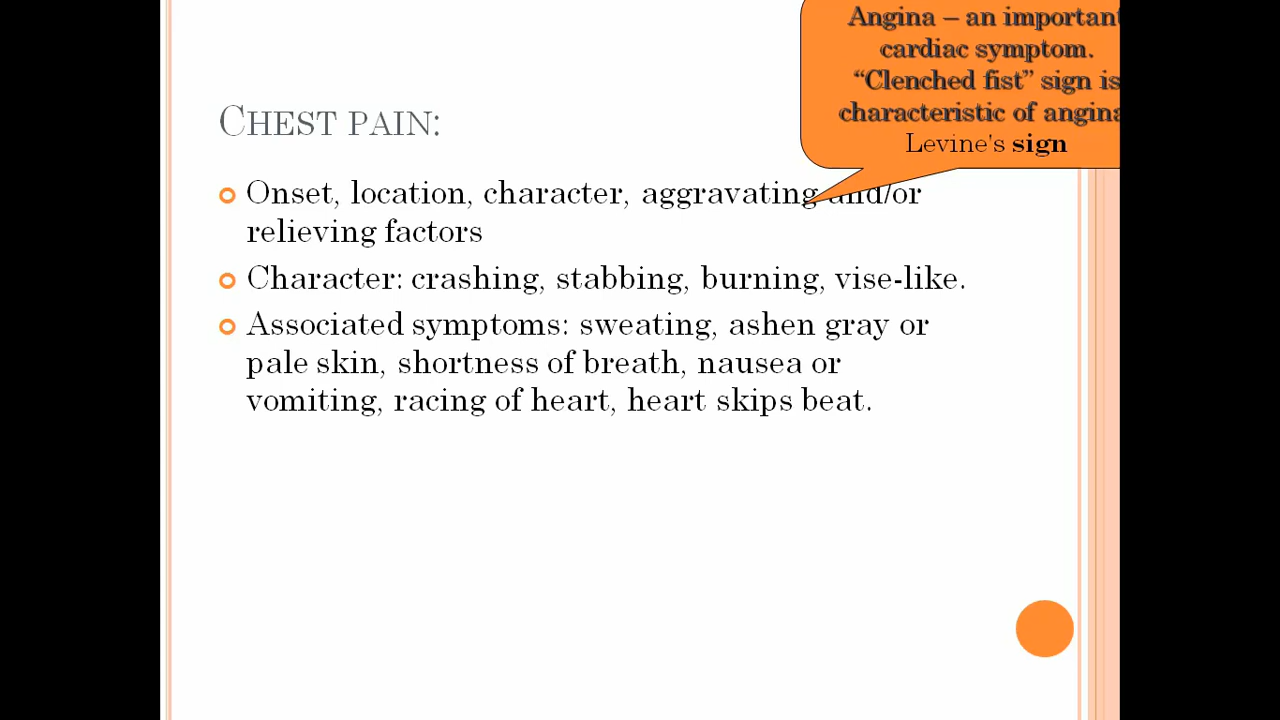 Angina – an important
cardiac symptom.
“Clenched fist” sign is
characteristic of angina
Levine's sign
CHEST PAIN:
Onset, location, character, aggravating and/or
relieving factors
Character: crashing, stabbing, burning, vise-like.
Associated symptoms: sweating, ashen gray or
pale skin, shortness of breath, nausea or
vomiting, racing of heart, heart skips beat.